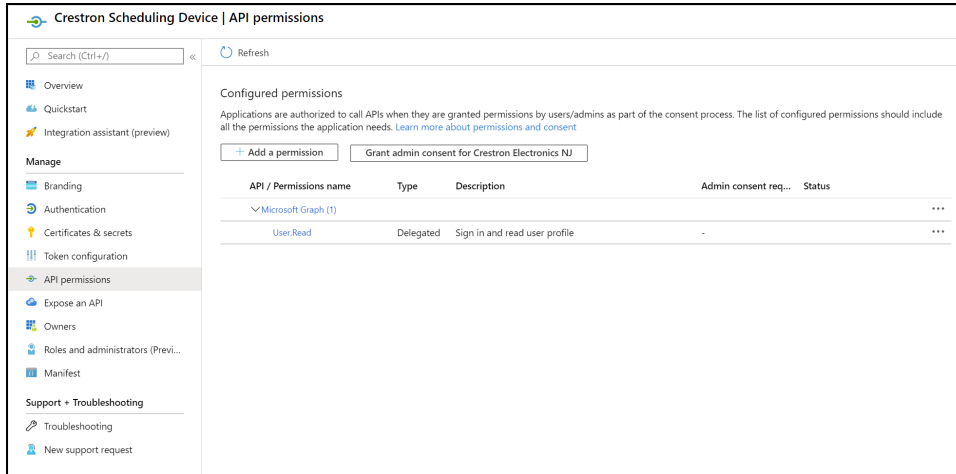 Crestron Scheduling Device | API permissions
Search (Ctrl+/)
«
Refresh
Overview
Quickstart
Integration assistant (preview)
Manage
Branding
Authentication
Certificates & secrets
Token configuration
API permissions
Expose an API
Owners
Roles and administrators (Previ...
Manifest
Support + Troubleshooting
Troubleshooting
New support request
Configured permissions
Applications are authorized to call APIs when they are granted permissions by users/admins as part of the consent process. The list of configured permissions should include
all the permissions the application needs. Learn more about permissions and consent
+ Add a permission Grant admin consent for Crestron Electronics NJ
API / Permissions name Type Description Admin consent req... Status
Microsoft Graph (1) ...
User.Read Delegated Sign in and read user profile - ...